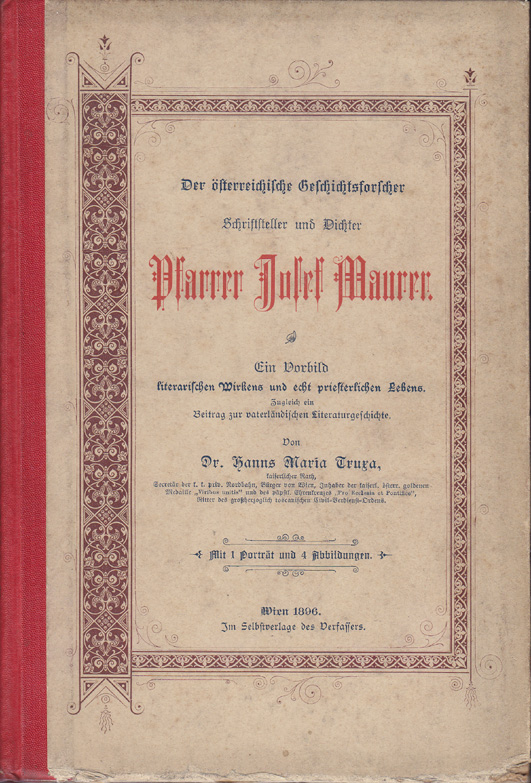 Der österreichische Geschichtsforscher
Schriftsteller und Dichter
Pfarrer Josef Maurer.
Ein Vorbild
literarischen Wirkens und echt priesterlichen Lebens.
Zugleich ein
Beitrag zur vaterländischen Literaturgeschichte.
Von
Dr. Hanns Maria Truxa,
kaiserlicher Rath,
Secretär der k. k. priv. Nordbahn, Bürger von Wien, Inhaber der kaiserl. österr. goldenen
Medaille „Viribus unitis" und des päpstl. Ehrenkreuzes „Pro Ecclesia et Pontifice",
Ritter des großherzoglich toscanischen Civil-Verdienst-Ordens.
Mit 1 Porträt und 4 Abbildungen.
Wien 1896.
Im Selbstverlage des Verfassers.